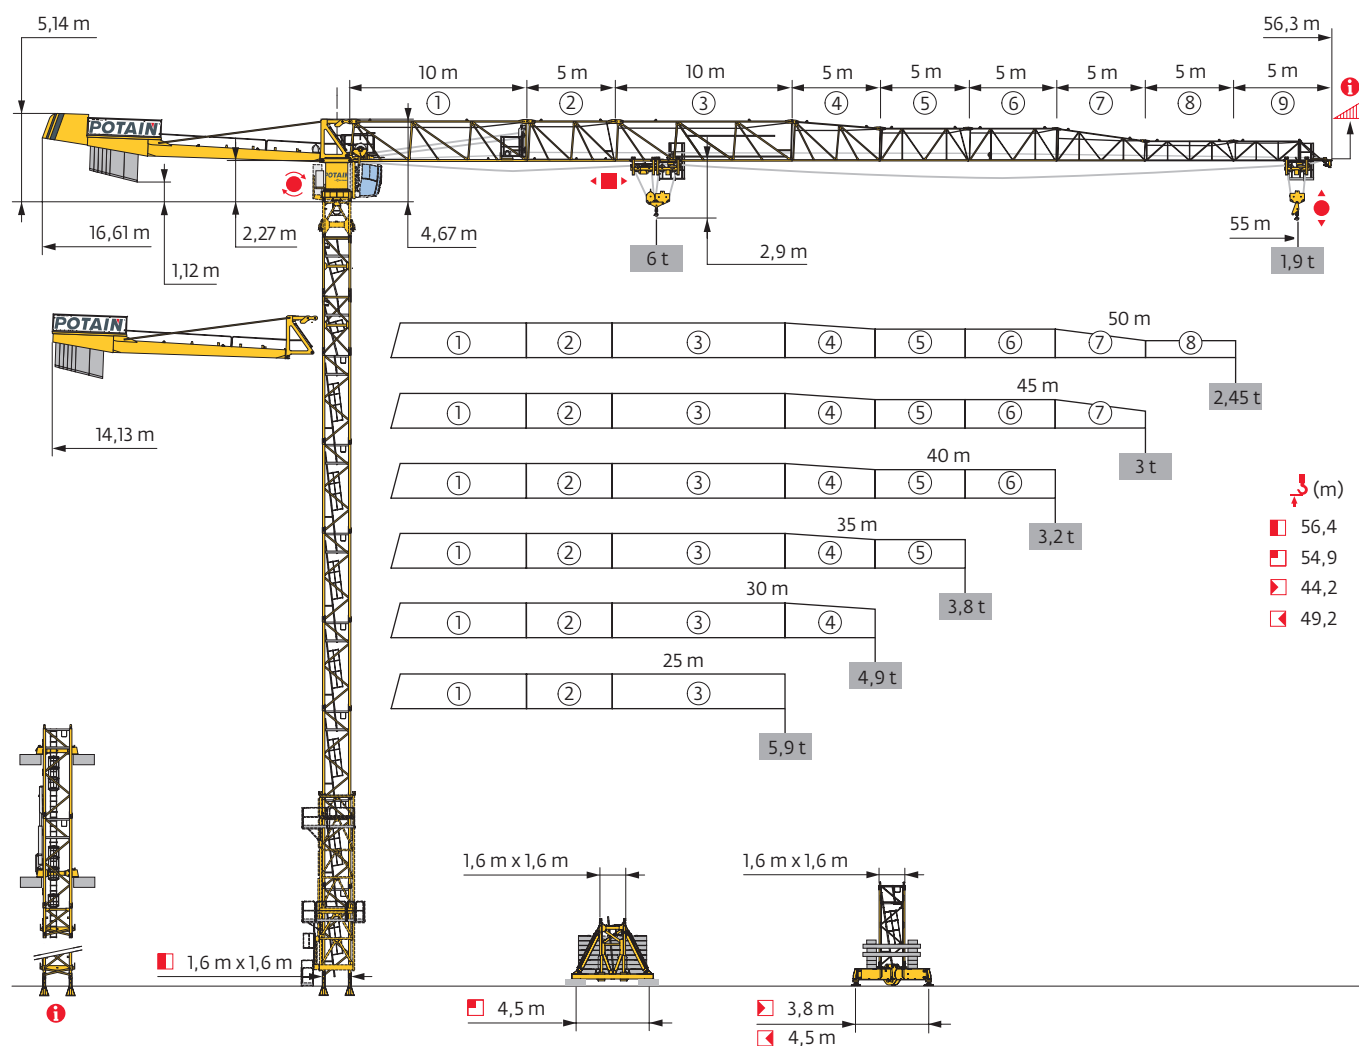 5,14 m
56,3 m
10 m 5 m 10 m 5 m 5 m 5 m 5 m 5 m 5 m
1 2 3 4 5 6 7 8 9
i
POTAIN
POTAIN
16,61 m
1,12 m
2,27 m
4,67 m
6 t
2,9 m
55 m
1,9 t
POTAIN
14,13 m
50 m
1 2 3 4 5 6 7 8
2,45 t
45 m
1 2 3 4 5 6 7
3 t
40 m
1 2 3 4 5 6
3,2 t
35 m
1 2 3 4 5
3,8 t
30 m
1 2 3 4
4,9 t
25 m
1 2 3
5,9 t
(m)
56,4
54,9
44,2
49,2
1,6 m x 1,6 m
i
1,6 m x 1,6 m
4,5 m
1,6 m x 1,6 m
3,8 m
4,5 m